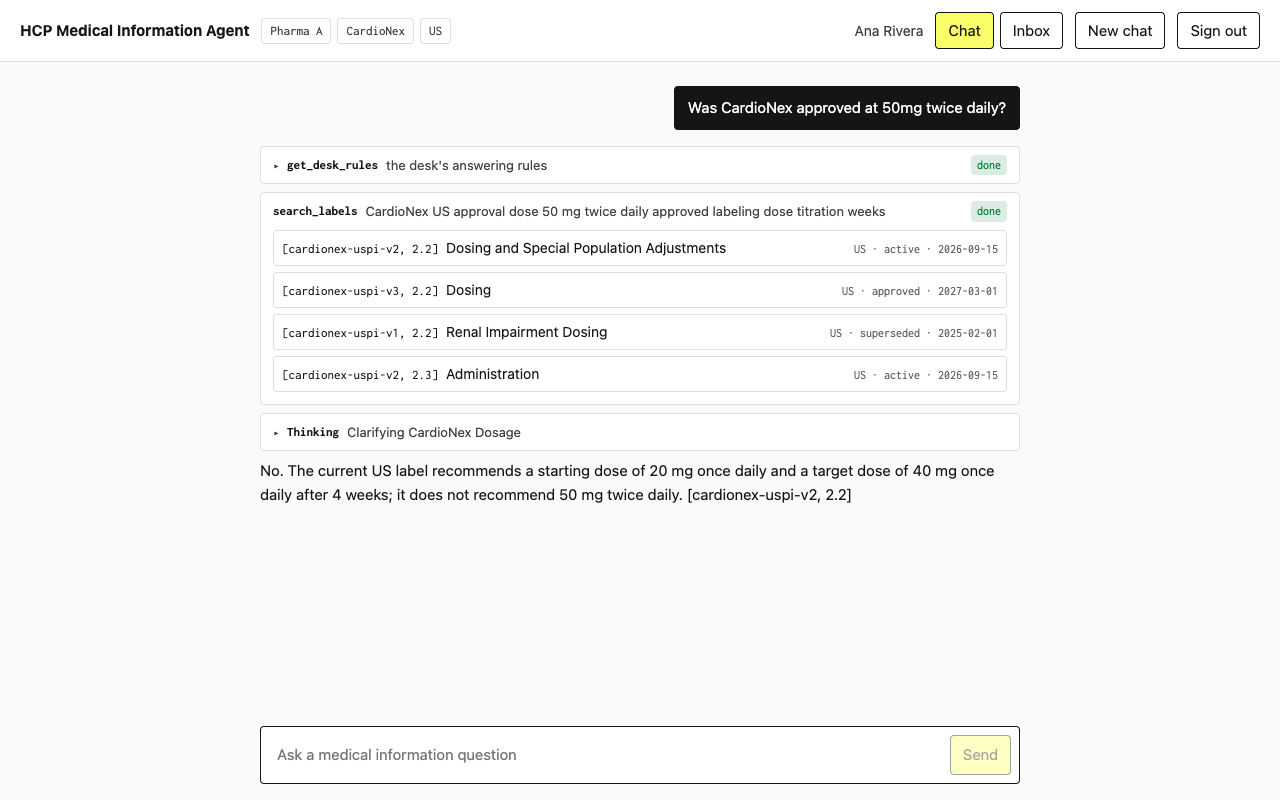 HCP Medical Information Agent Pharma A CardioNex US Ana Rivera Chat Inbox New chat Sign out
Was CardioNex approved at 50mg twice daily?
▸ get_desk_rules the desk's answering rules done
search_labels CardioNex US approval dose 50 mg twice daily approved labeling dose titration weeks done
[cardionex-uspi-v2, 2.2] Dosing and Special Population Adjustments US · active · 2026-09-15
[cardionex-uspi-v3, 2.2] Dosing US · approved · 2027-03-01
[cardionex-uspi-v1, 2.2] Renal Impairment Dosing US · superseded · 2025-02-01
[cardionex-uspi-v2, 2.3] Administration US · active · 2026-09-15
▸ Thinking Clarifying CardioNex Dosage
No. The current US label recommends a starting dose of 20 mg once daily and a target dose of 40 mg once
daily after 4 weeks; it does not recommend 50 mg twice daily. [cardionex-uspi-v2, 2.2]
Ask a medical information question Send